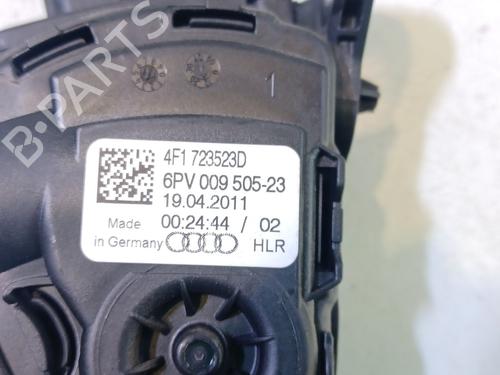 B-PARTS
1
4F1 723523D
6PV 009 505-23
19.04.2011
Made 00:24:44 / 02
in Germany HLR